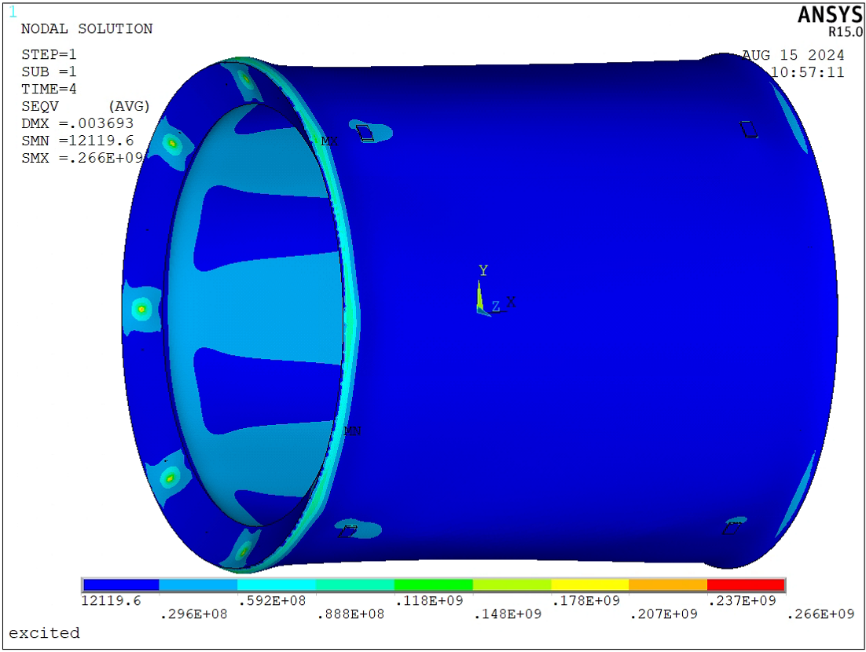 1
NODAL SOLUTION
ANSYS
R15.0
STEP=1
SUB =1
TIME=4
SEQV (AVG)
DMX =.003693
SMN =12119.6
SMX =.266E+09
AUG 15 2024
10:57:11
MX
Y
Z X
MN
12119.6 .592E+08 .118E+09 .178E+09 .237E+09
.296E+08 .888E+08 .148E+09 .207E+09 .266E+09
excited